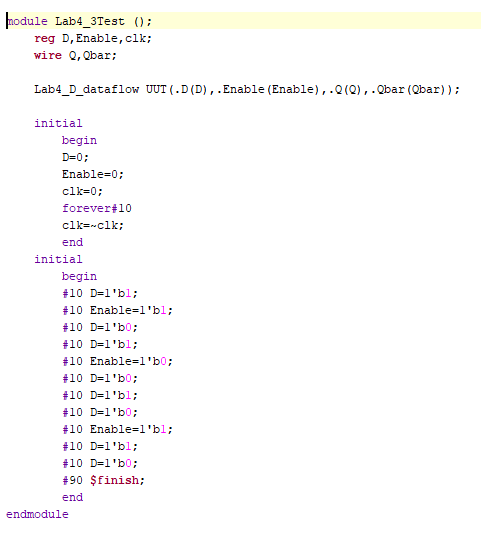 module Lab4_3Test ();
    reg D,Enable,clk;
    wire Q,Qbar;

    Lab4_D_dataflow UUT(.D(D),.Enable(Enable),.Q(Q),.Qbar(Qbar));

    initial
        begin
        D=0;
        Enable=0;
        clk=0;
        forever#10
        clk=~clk;
        end
    initial
        begin
        #10 D=1'b1;
        #10 Enable=1'b1;
        #10 D=1'b0;
        #10 D=1'b1;
        #10 Enable=1'b0;
        #10 D=1'b0;
        #10 D=1'b1;
        #10 D=1'b0;
        #10 Enable=1'b1;
        #10 D=1'b1;
        #10 D=1'b0;
        #90 $finish;
        end
endmodule